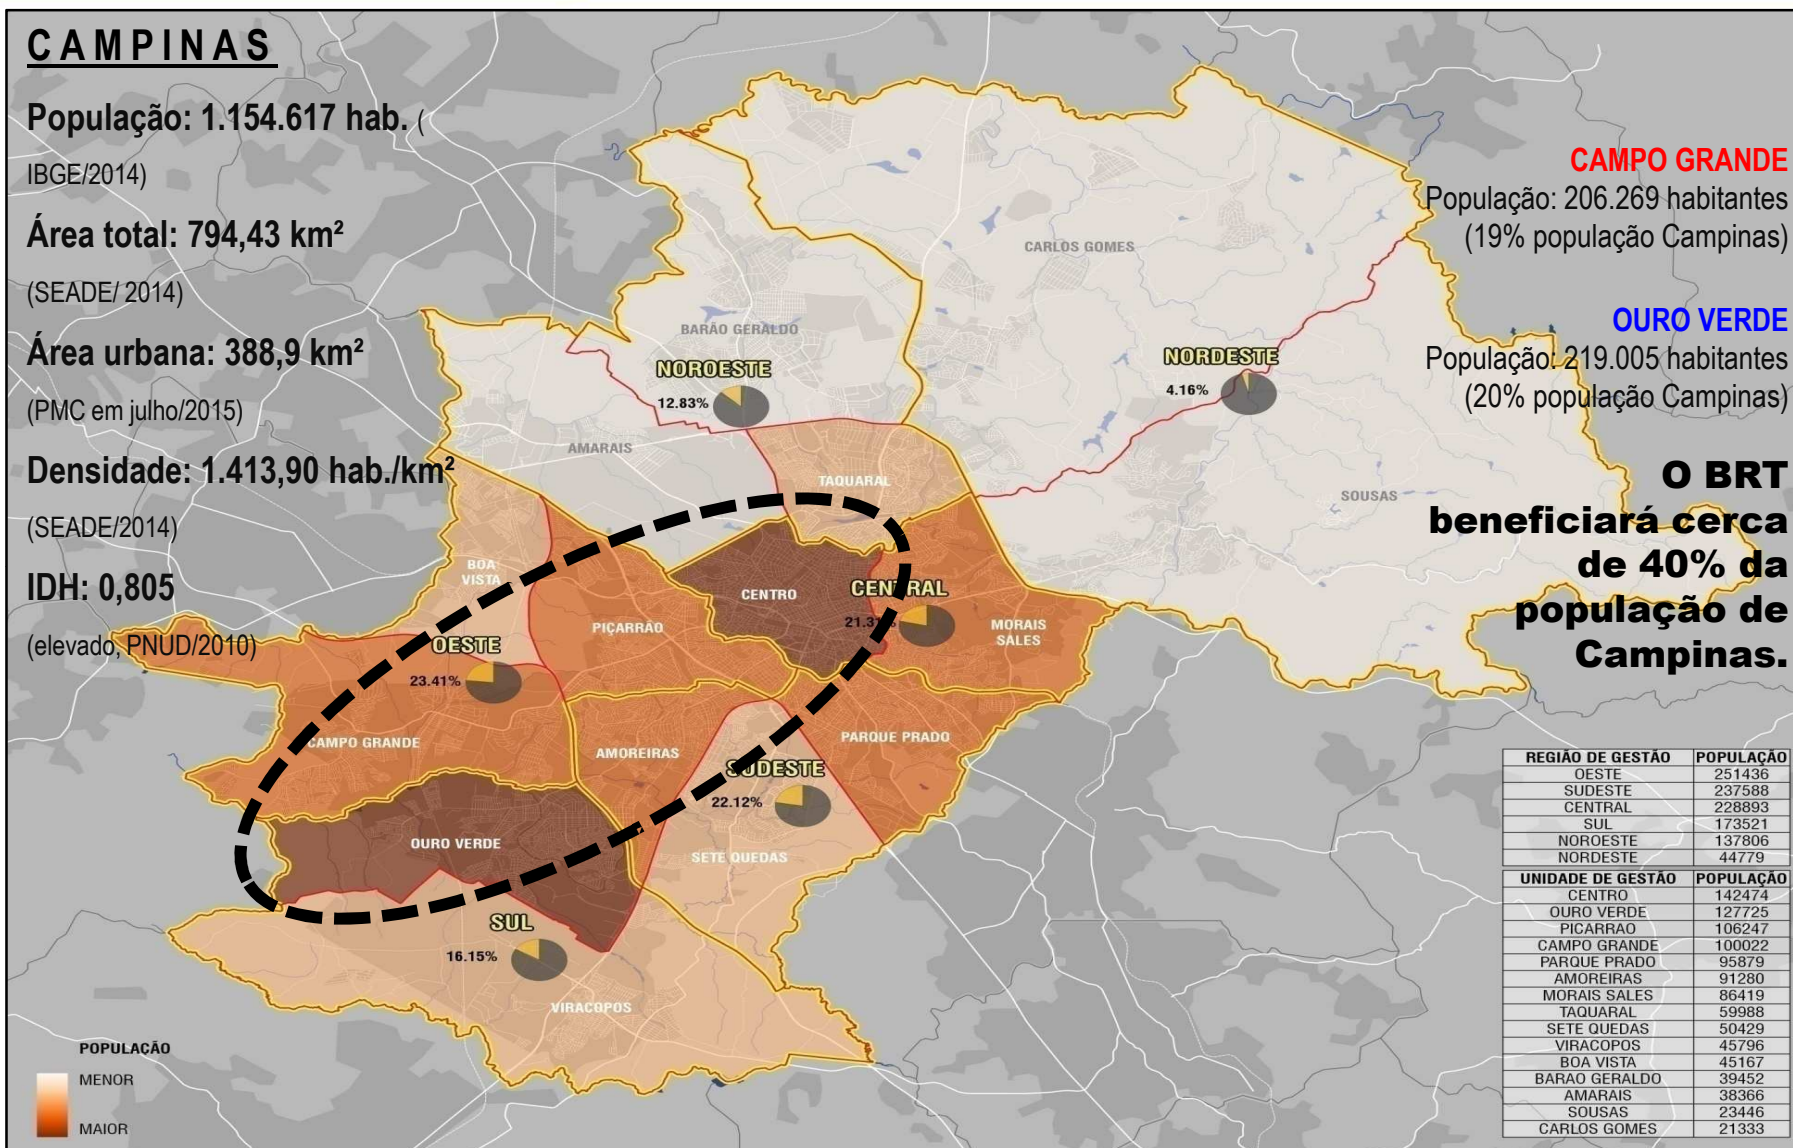 CAMPINAS
População: 1.154.617 hab. (
IBGE/2014)
Área total: 794,43 km²
(SEADE/ 2014)
Área urbana: 388,9 km²
(PMC em julho/2015)
Densidade: 1.413,90 hab./km²
(SEADE/2014)
IDH: 0,805
(elevado, PNUD/2010)
CAMPO GRANDE
População: 206.269 habitantes
(19% população Campinas)
OURO VERDE
População: 219.005 habitantes
(20% população Campinas)
O BRT
beneficiará cerca
de 40% da
população de
Campinas.
CARLOS GOMES
BARÃO GERALDO
NOROESTE
12.83%
NORDESTE
4.16%
AMARAIS
TAQUARAL
SOUSAS
BOA
VISTA
CENTRO
CENTRAL
21.31%
PIÇARRÃO
MORAIS
SALES
OESTE
23.41%
CAMPO GRANDE
AMOREIRAS
PARQUE PRADO
SUDESTE
22.12%
OURO VERDE
SETE QUEDAS
SUL
16.15%
VIRACOPOS
POPULAÇÃO
MENOR
MAIOR
REGIÃO DE GESTÃO POPULAÇÃO
OESTE 251436
SUDESTE 237588
CENTRAL 228893
SUL 173521
NOROESTE 137806
NORDESTE 44779
UNIDADE DE GESTÃO POPULAÇÃO
CENTRO 142474
OURO VERDE 127725
PICARRAO 106247
CAMPO GRANDE 100022
PARQUE PRADO 95879
AMOREIRAS 91280
MORAIS SALES 86419
TAQUARAL 59988
SETE QUEDAS 50429
VIRACOPOS 45796
BOA VISTA 45167
BARAO GERALDO 39452
AMARAIS 38366
SOUSAS 23446
CARLOS GOMES 21333